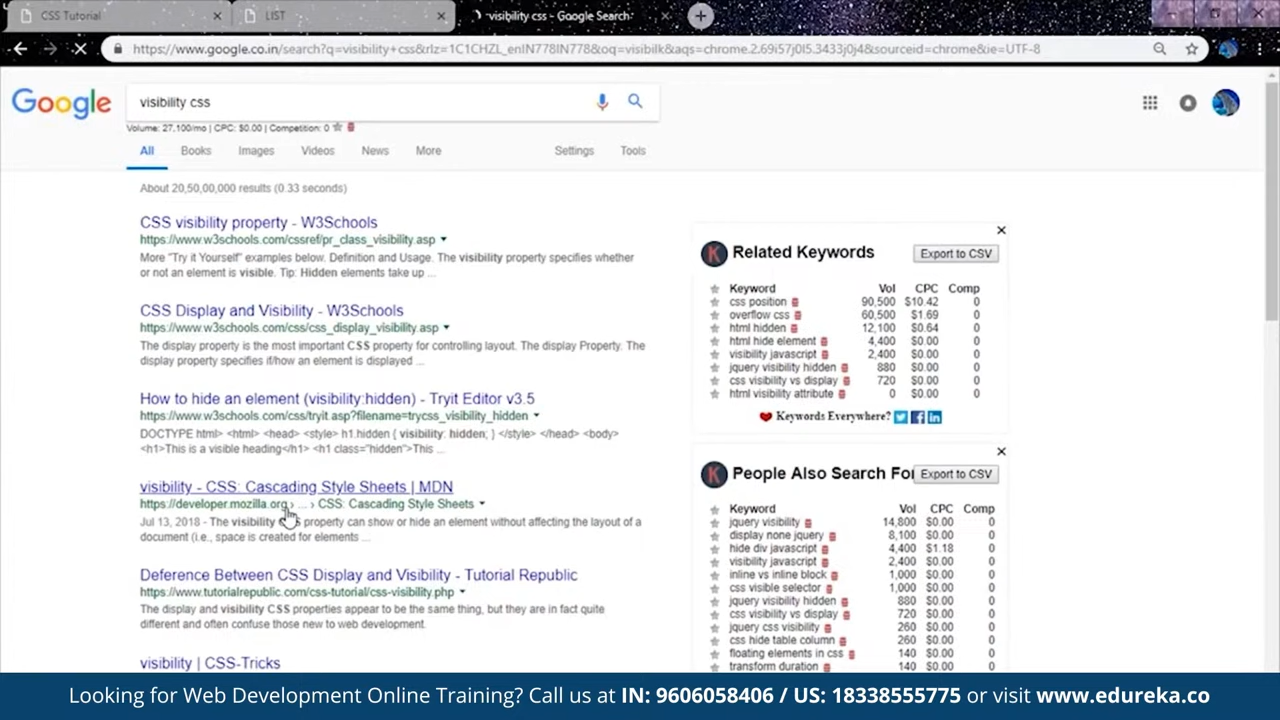 CSS Tutorial
LIST
visibility css - Google Search
https://www.google.co.in/search?q=visibility+css&rlz=1C1CHZL_enIN778IN778&oq=visibilk&aqs=chrome.2.69i57j0l5.3433j0j4&sourceid=chrome&ie=UTF-8
Google
visibility css
Volume: 27,100/mo | CPC: $0.00 | Competition: 0
All Books Images Videos News More Settings Tools
About 20,50,00,000 results (0.33 seconds)
CSS visibility property - W3Schools
https://www.w3schools.com/cssref/pr_class_visibility.asp
More "Try it Yourself" examples below. Definition and Usage. The visibility property specifies whether
or not an element is visible. Tip: Hidden elements take up ...
CSS Display and Visibility - W3Schools
https://www.w3schools.com/css/css_display_visibility.asp
The display property is the most important CSS property for controlling layout. The display Property. The
display property specifies if/how an element is displayed ...
How to hide an element (visibility:hidden) - Tryit Editor v3.5
https://www.w3schools.com/css/tryit.asp?filename=trycss_visibility_hidden
DOCTYPE html> <html> <head> <style> h1.hidden { visibility: hidden; } </style> </head> <body>
<h1>This is a visible heading</h1> <h1 class="hidden">This ...
visibility - CSS: Cascading Style Sheets | MDN
https://developer.mozilla.org › ... › CSS: Cascading Style Sheets
Jul 13, 2018 - The visibility CSS property can show or hide an element without affecting the layout of a
document (i.e., space is created for elements ...
Deference Between CSS Display and Visibility - Tutorial Republic
https://www.tutorialrepublic.com/css-tutorial/css-visibility.php
The display and visibility CSS properties appear to be the same thing, but they are in fact quite
different and often confuse those new to web development.
visibility | CSS-Tricks
K Related Keywords Export to CSV
Keyword Vol CPC Comp
css position 90,500 $10.42 0
overflow css 60,500 $1.69 0
html hidden 12,100 $0.64 0
html hide element 4,400 $0.00 0
visibility javascript 2,400 $0.00 0
jquery visibility hidden 880 $0.00 0
css visibility vs display 720 $0.00 0
html visibility attribute 0 $0.00 0
Keywords Everywhere?
K People Also Search For Export to CSV
Keyword Vol CPC Comp
jquery visibility 14,800 $0.00 0
display none jquery 8,100 $0.00 0
hide div javascript 4,400 $1.18 0
visibility javascript 2,400 $0.00 0
inline vs inline block 1,000 $0.00 0
css visible selector 1,000 $0.00 0
jquery visibility hidden 880 $0.00 0
css visibility vs display 720 $0.00 0
jquery css visibility 260 $0.00 0
css hide table column 260 $0.00 0
floating elements in css 140 $0.00 0
transform duration 140 $0.00 0
Looking for Web Development Online Training? Call us at IN: 9606058406 / US: 18338555775 or visit www.edureka.co